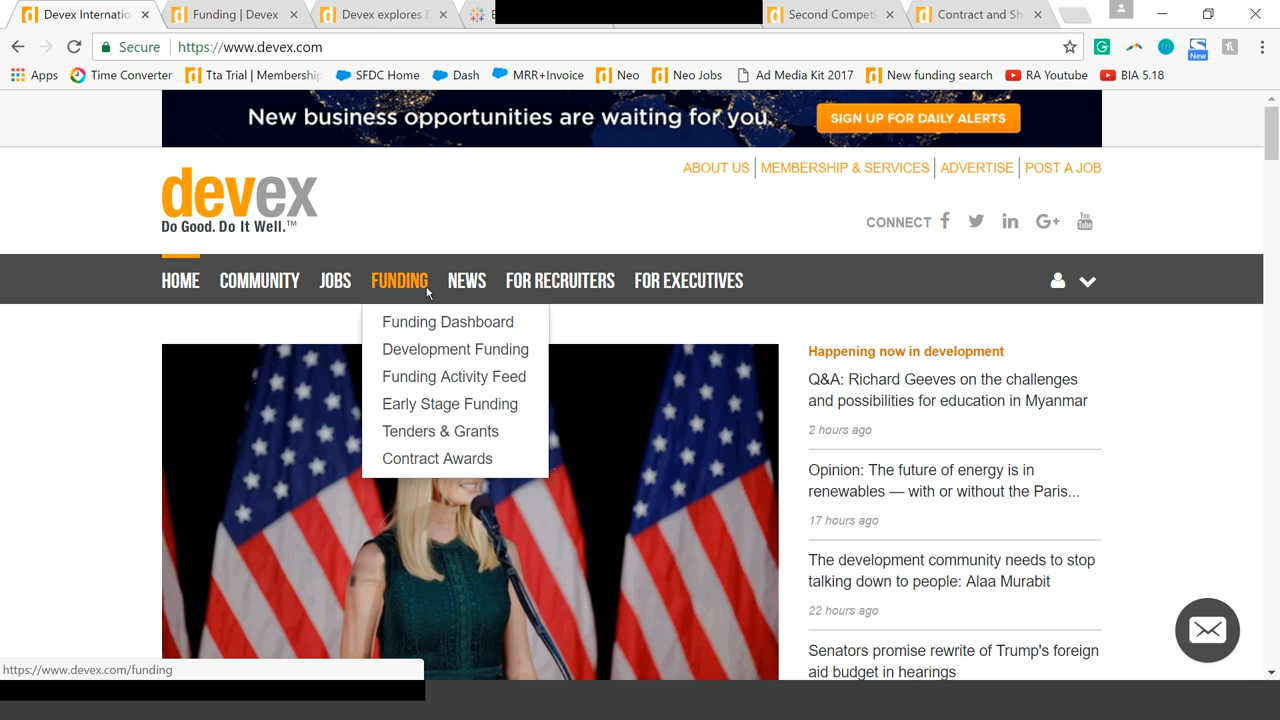 Devex Internatio
Funding | Devex
Devex explores E
E
Second Competi
Contract and Sh
Secure
https://www.devex.com
New
Apps
Time Converter
Tta Trial | Membership
SFDC Home
Dash
MRR+Invoice
Neo
Neo Jobs
Ad Media Kit 2017
New funding search
RA Youtube
BIA 5.18
New business opportunities are waiting for you.
SIGN UP FOR DAILY ALERTS
ABOUT US
MEMBERSHIP & SERVICES
ADVERTISE
POST A JOB
devex
Do Good. Do It Well.™
CONNECT
You Tube
HOME
COMMUNITY
JOBS
FUNDING
NEWS
FOR RECRUITERS
FOR EXECUTIVES
Funding Dashboard
Development Funding
Funding Activity Feed
Early Stage Funding
Tenders & Grants
Contract Awards
Happening now in development
Q&A: Richard Geeves on the challenges
and possibilities for education in Myanmar
2 hours ago
Opinion: The future of energy is in
renewables — with or without the Paris...
17 hours ago
The development community needs to stop
talking down to people: Alaa Murabit
22 hours ago
Senators promise rewrite of Trump's foreign
aid budget in hearings
https://www.devex.com/funding